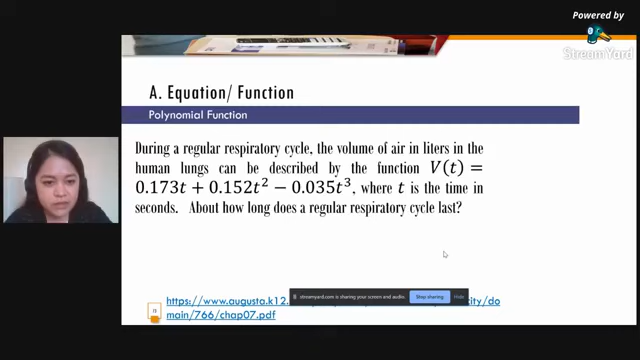 Powered by
StreamYard
A. Equation/ Function
Polynomial Function
During a regular respiratory cycle, the volume of air in liters in the
human lungs can be described by the function V(t) =
0.173t + 0.152t² − 0.035t³, where t is the time in
seconds. About how long does a regular respiratory cycle last?
streamyard.com is sharing your screen and audio.
Stop sharing
Hide
https://www.augusta.k12.
city/do
main/766/chap07.pdf